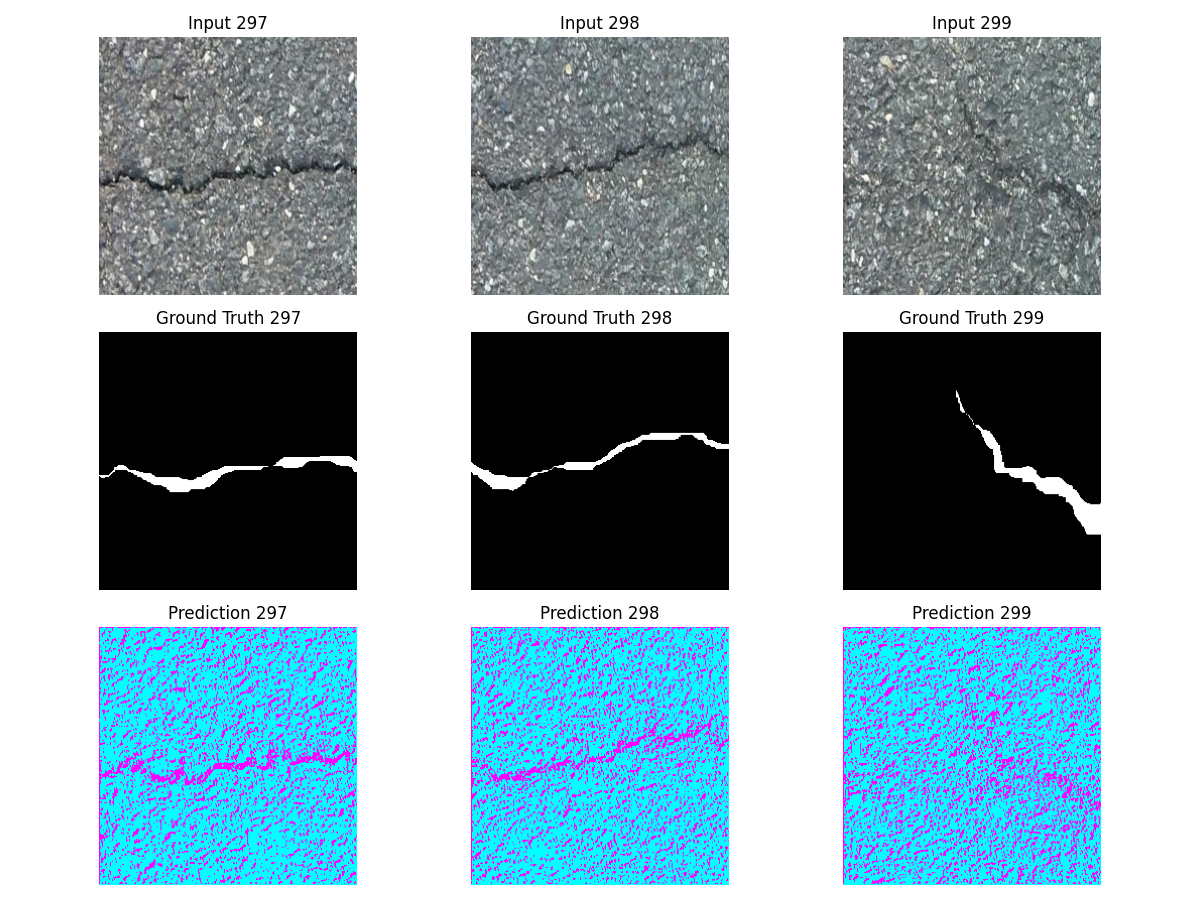 Input 297
Input 298
Input 299
Ground Truth 297
Ground Truth 298
Ground Truth 299
Prediction 297
Prediction 298
Prediction 299